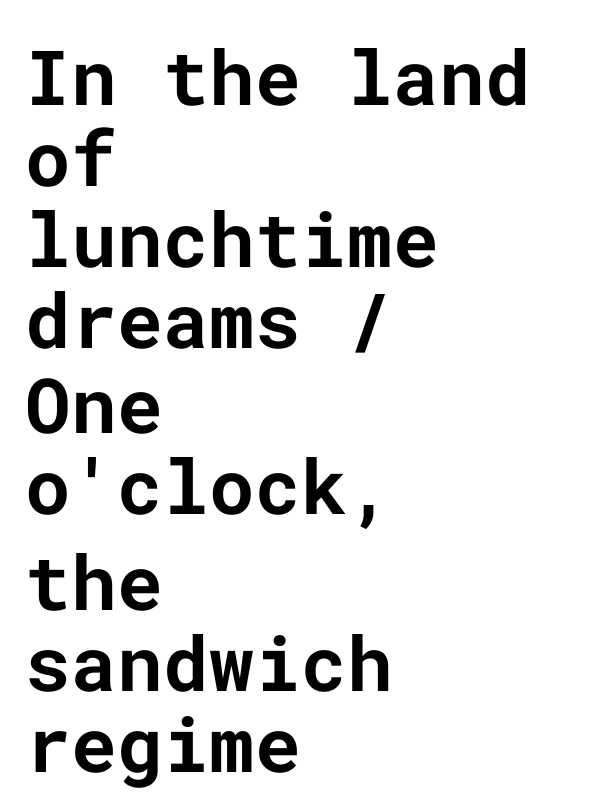 In the land
of
lunchtime
dreams /
One
o'clock,
the
sandwich
regime